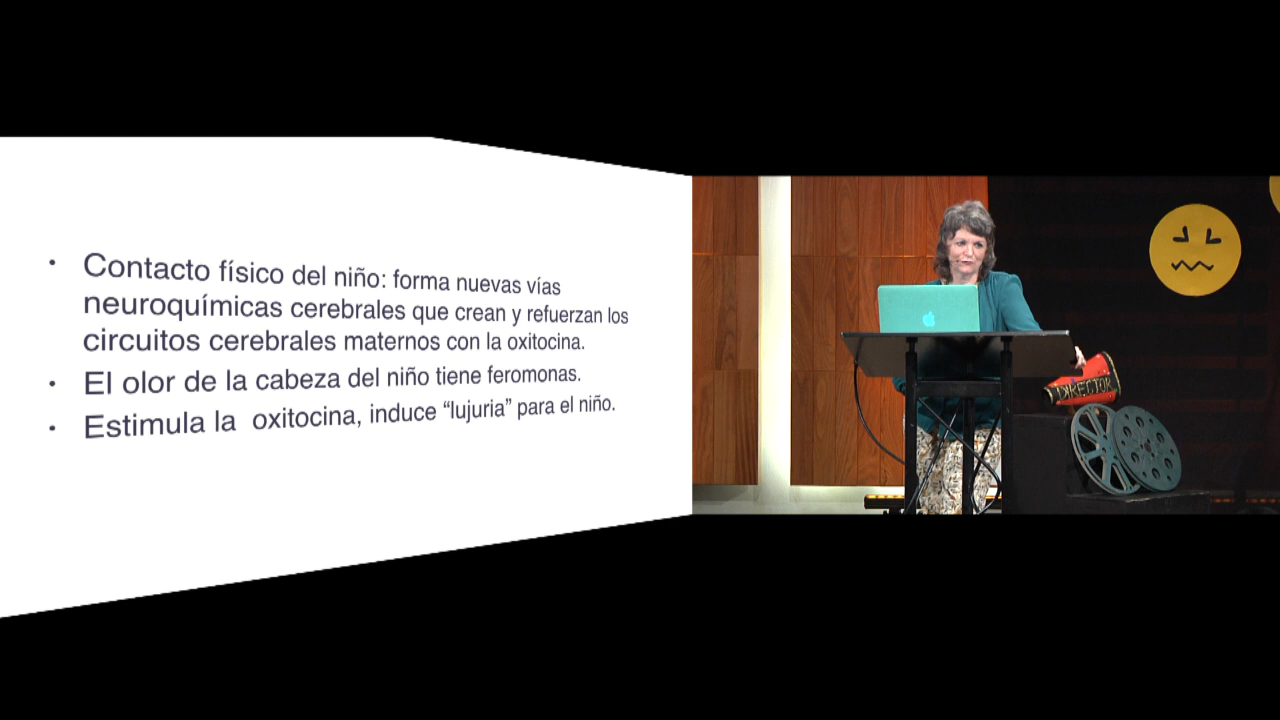 • Contacto físico del niño: forma nuevas vías
neuroquímicas cerebrales que crean y refuerzan los
circuitos cerebrales maternos con la oxitocina.
• El olor de la cabeza del niño tiene feromonas.
• Estimula la  oxitocina, induce “lujuria” para el niño.
DIRECTOR